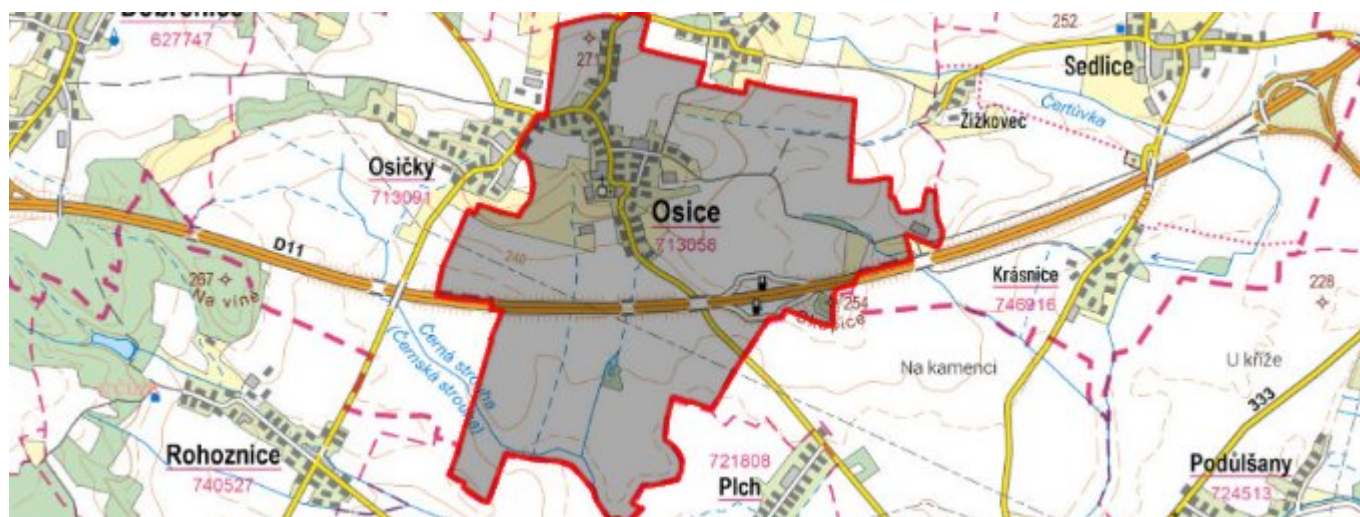 Dobřenice
627747
271
252
Sedlice
Čertůvka
Žižkovec
Osičky
713091
Osice
713058
D11
248
267
Na víně
254
Krásnice
746916
228
Na kamenci
U kříže
333
Černá strouha
(Černská strouha)
Rohoznice
740527
721808
Plch
Podůlšany
724513